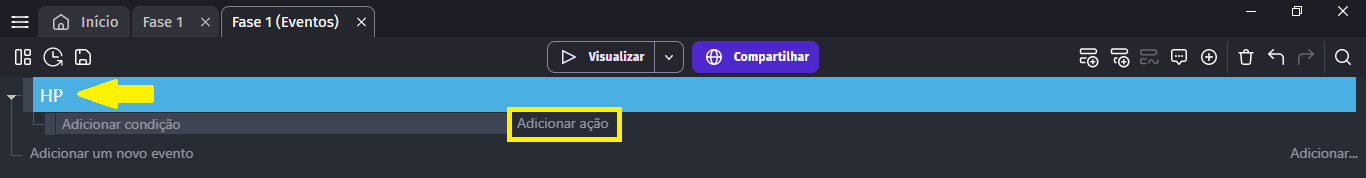 Início Fase 1 Fase 1 (Eventos)
Visualizar Compartilhar
HP
Adicionar condição Adicionar ação
Adicionar um novo evento Adicionar...